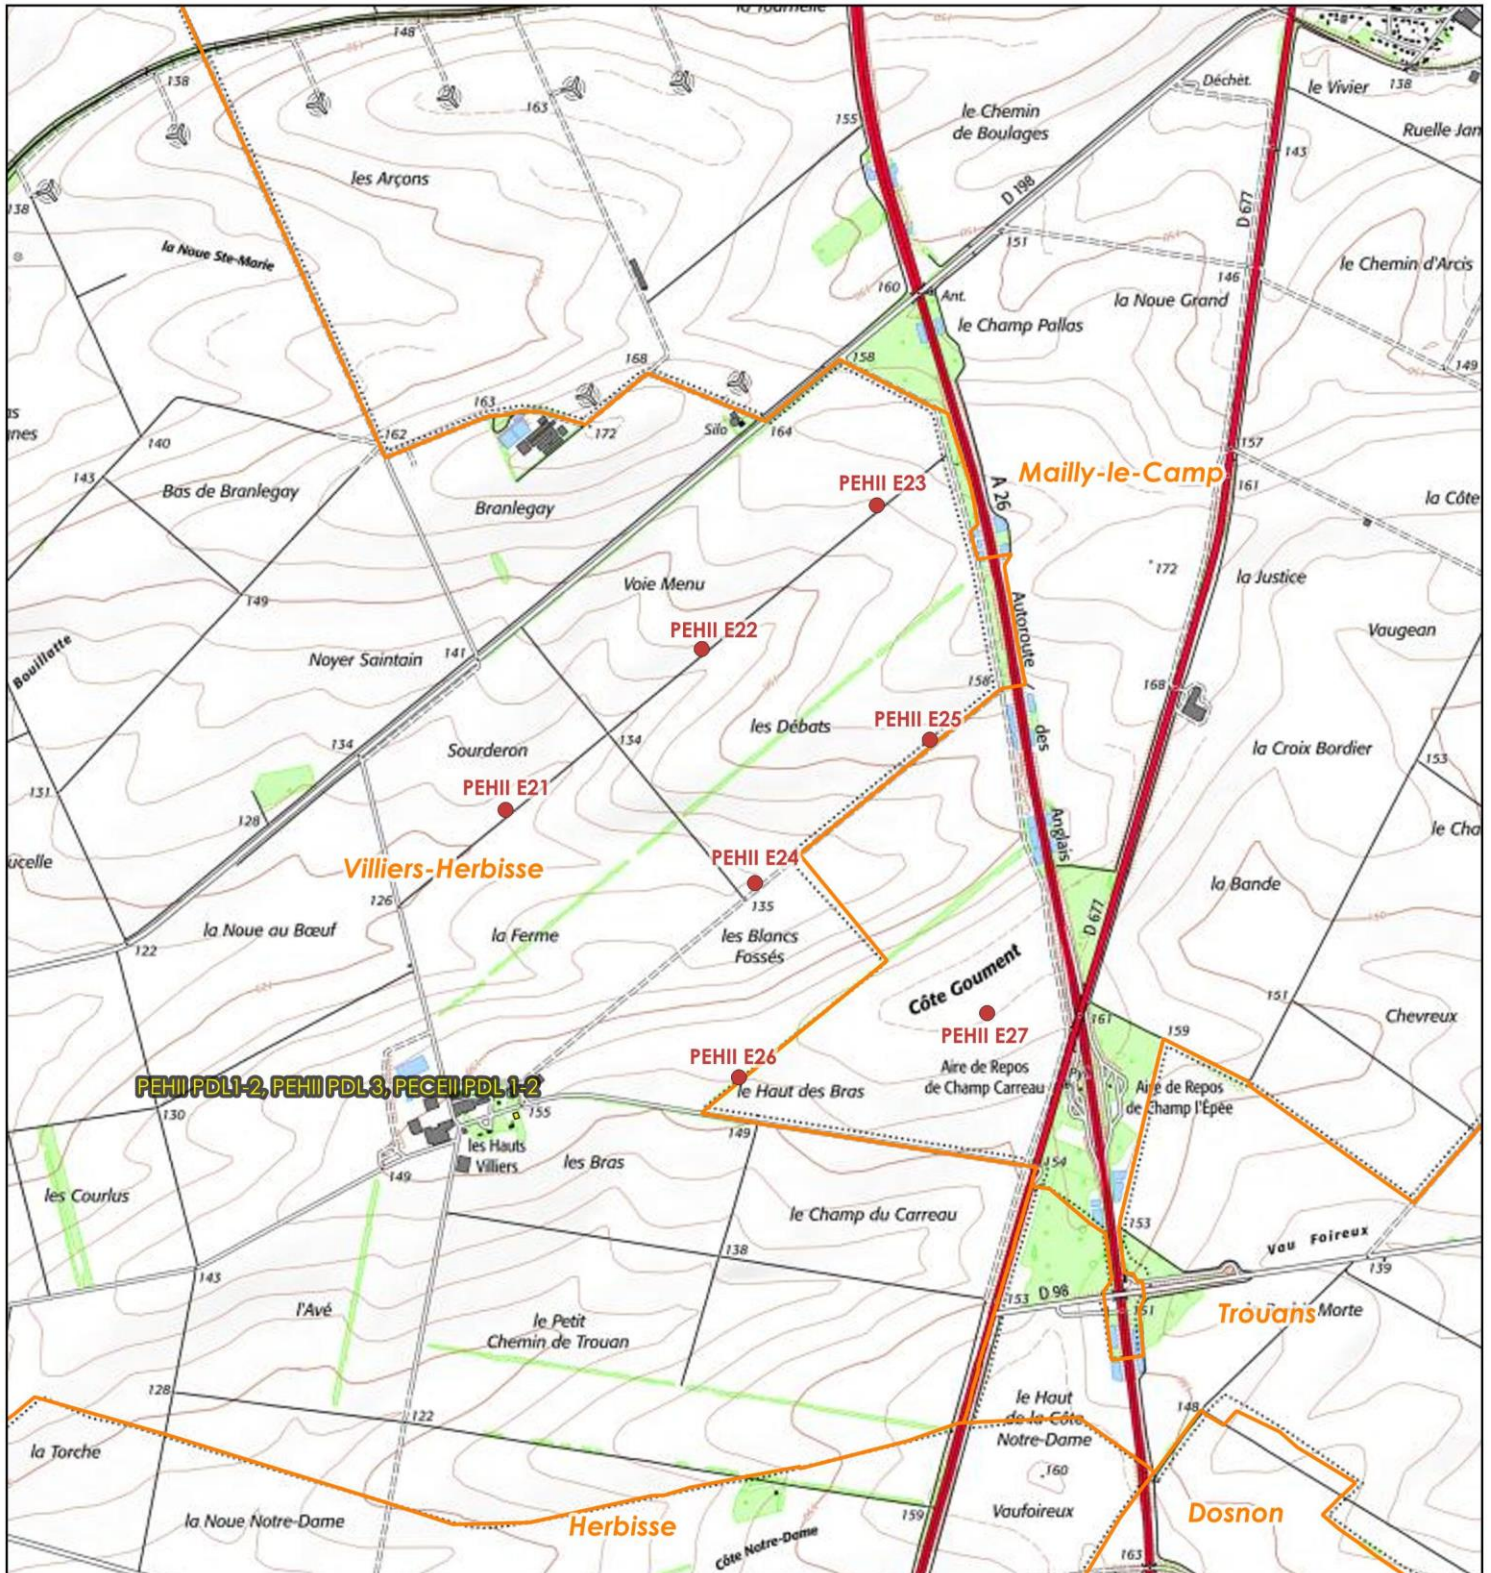 148
138
163
138
les Arçons
la Noue Ste-Marie
155
le Chemin
de Boulages
Déchèt.
le Vivier
138
Ruelle Jan
143
D 198
D 677
151
146
le Chemin d'Arcis
la Noue Grand
160
Ant.
le Champ Pallas
149
158
168
163
162
172
Silo
164
157
161
140
143
Bas de Branlegay
Branlegay
PEHII E23
Mailly-le-Camp
A 26
la Côte
172
la Justice
149
Voie Menu
Autoroute
PEHII E22
Vaugean
Bouillatte
Noyer Saintain
141
158
168
134
Sourderon
134
les Débats
PEHII E25
des
la Croix Bordier
153
131
128
PEHII E21
Anglais
le Cha
ucelle
Villiers-Herbisse
PEHII E24
135
la Bande
126
la Noue au Bœuf
la Ferme
les Blancs
Fossés
D 677
122
Côte Goument
PEHII E27
161
151
Chevreux
159
PEHII E26
Aire de Repos
de Champ Carreau
Aire de Repos
de Champ l'Épée
PEHII PDL1-2, PEHII PDL 3, PECEII PDL 1-2
le Haut des Bras
130
155
149
les Hauts
Villiers
les Bras
154
149
les Courlus
le Champ du Carreau
153
138
Vau Foireux
139
143
153
D 98
151
l'Avé
le Petit
Chemin de Trouan
Trouans
Morte
128
122
le Haut
de la Côte
Notre-Dame
148
la Torche
160
Vaufoireux
Dosnon
la Noue Notre-Dame
Herbisse
159
Côte Notre-Dame
163